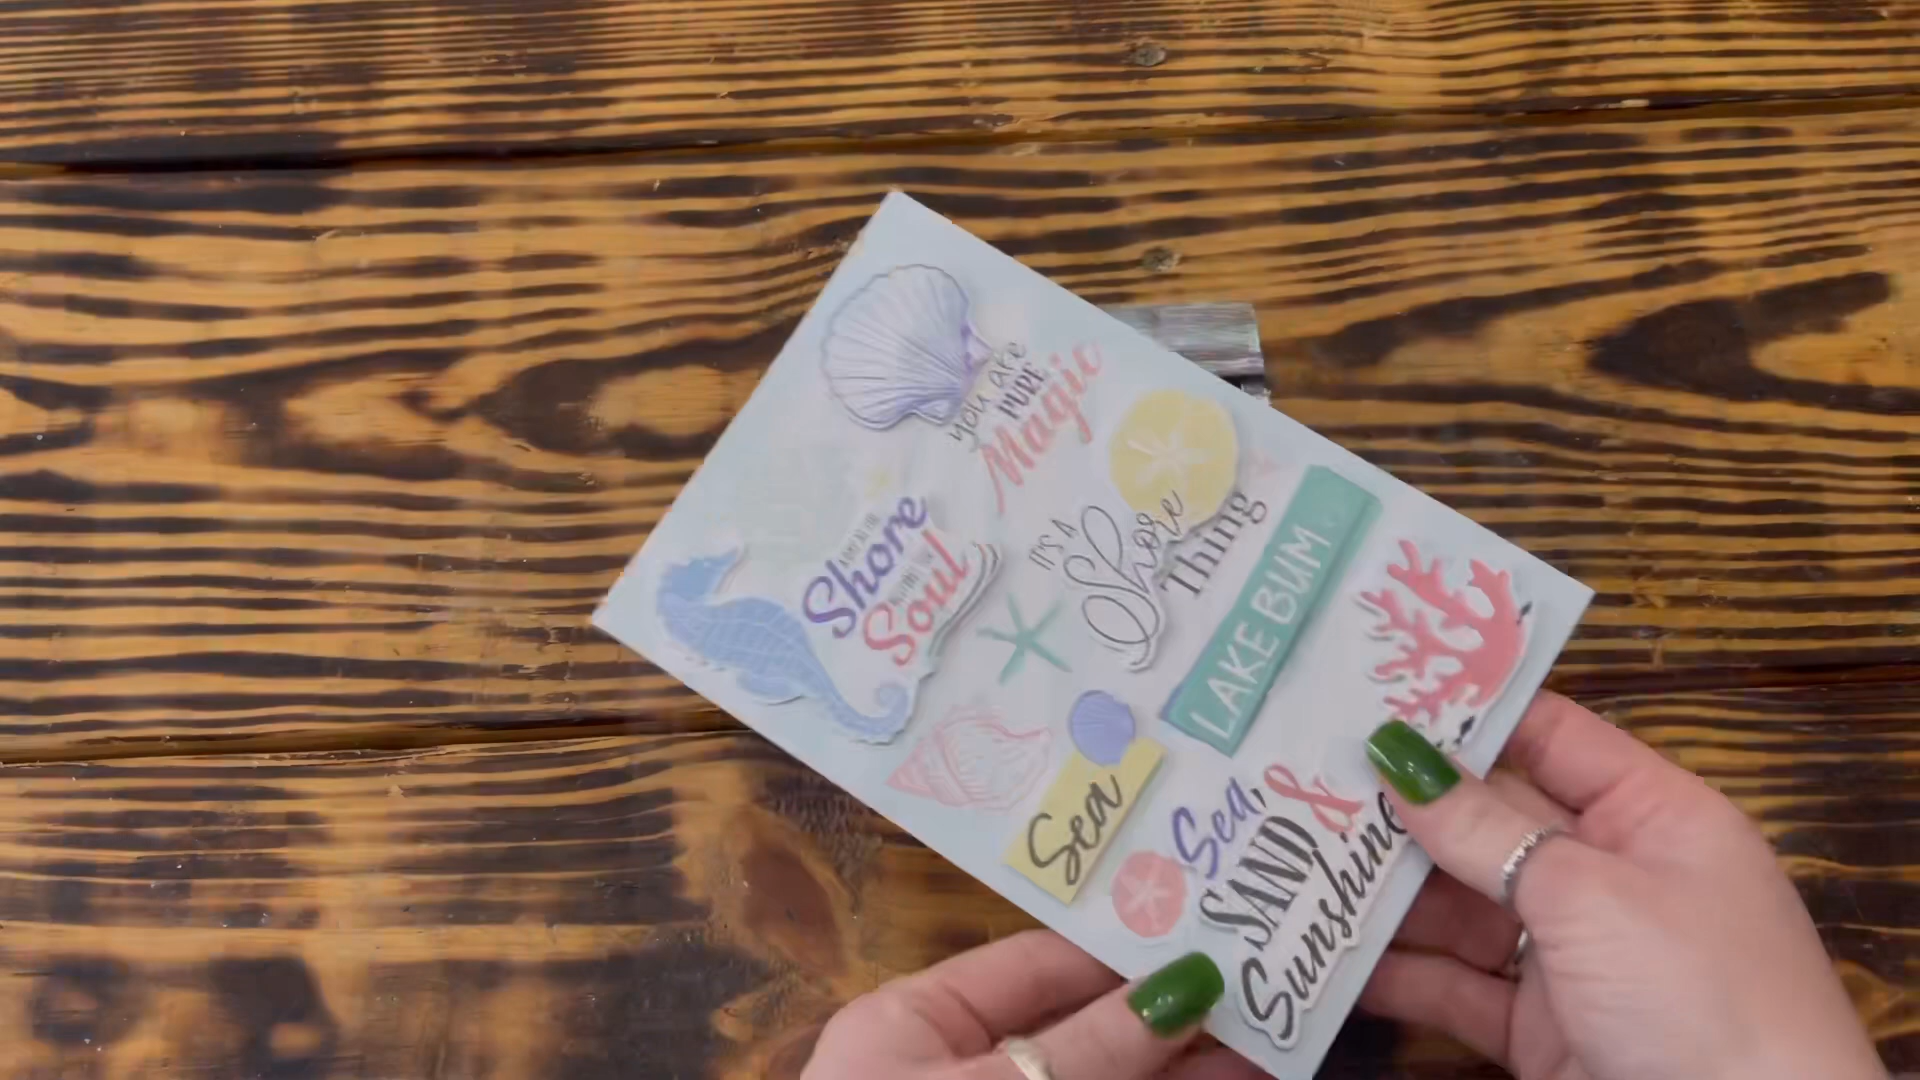 you are
PURE
Magic
Shore
Soul
IT'S A
Shore
Thing
LAKE BUM
Sea
Sea,
SAND &
Sunshine